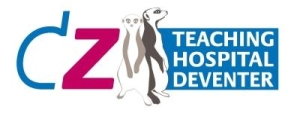 dz
TEACHING
HOSPITAL
DEVENTER